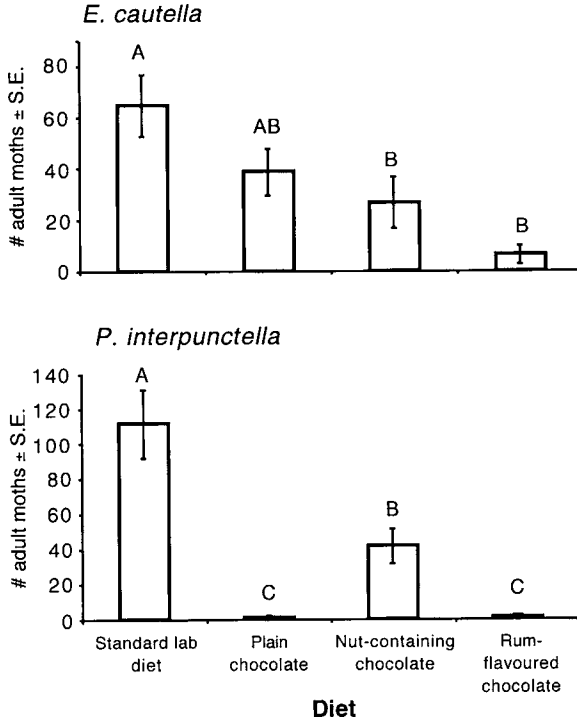 E. cautella
# adult moths ± S.E.
80
60
40
20
0
A
AB
B
B
P. interpunctella
# adult moths ± S.E.
140
120
100
80
60
40
20
0
A
C
B
C
Standard lab diet
Plain chocolate
Nut-containing chocolate
Rum-flavoured chocolate
Diet